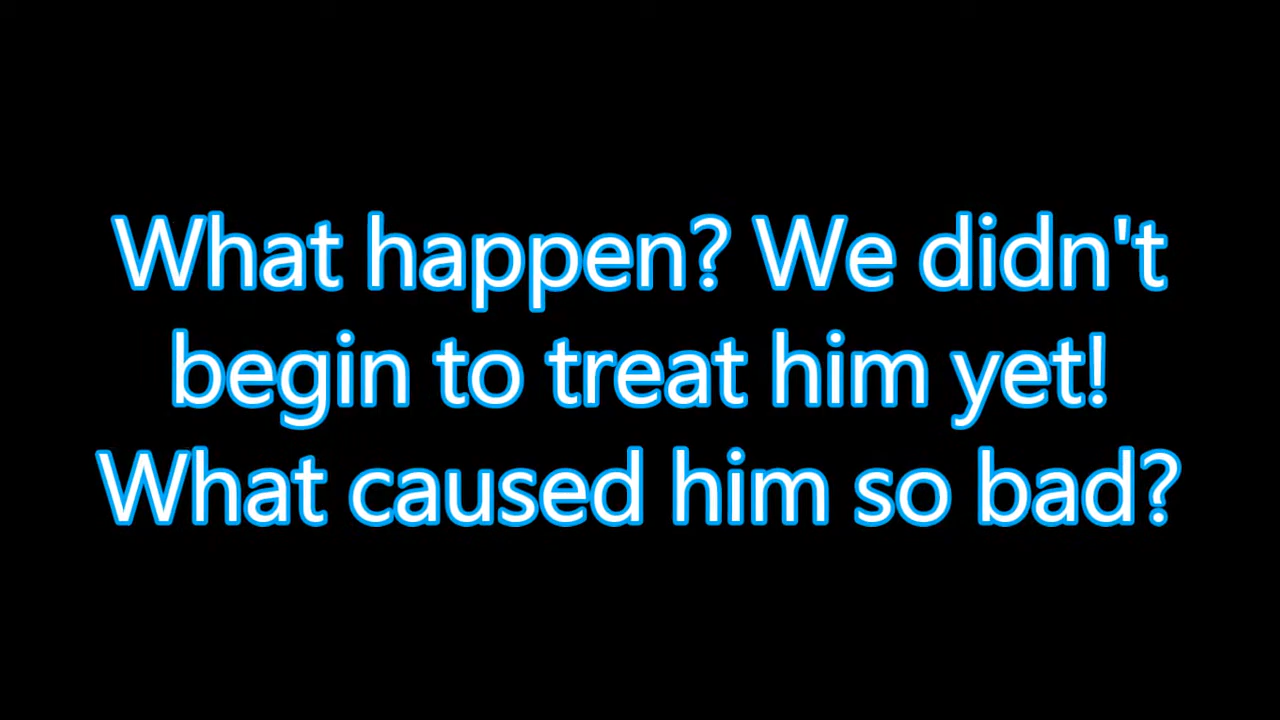 What happen? We didn't
begin to treat him yet!
What caused him so bad?